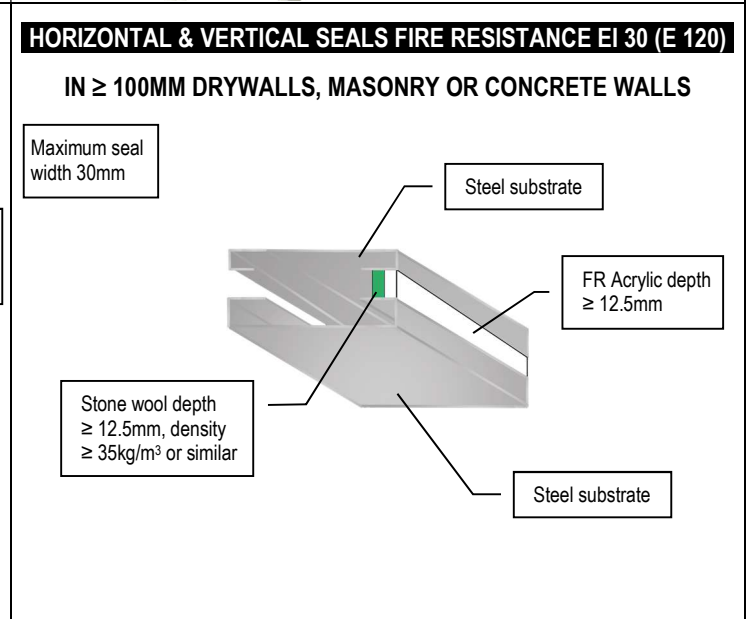 HORIZONTAL & VERTICAL SEALS FIRE RESISTANCE EI 30 (E 120)
IN ≥ 100MM DRYWALLS, MASONRY OR CONCRETE WALLS
Maximum seal
width 30mm
Steel substrate
FR Acrylic depth
≥ 12.5mm
Stone wool depth
≥ 12.5mm, density
≥ 35kg/m³ or similar
Steel substrate